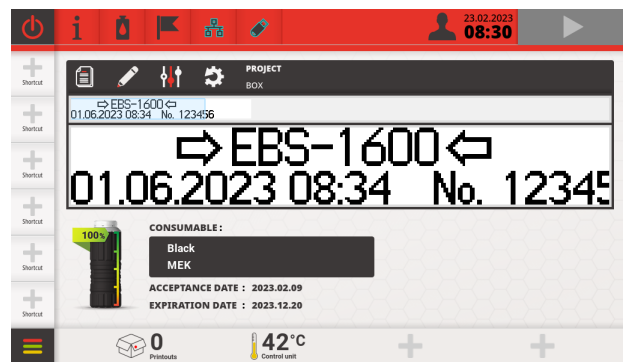 23.02.2023
08:30
Shortcut
Shortcut
Shortcut
Shortcut
Shortcut
Shortcut
PROJECT
BOX
⇨EBS-1600⇦
01.06.2023 08:34 No. 123456
⇨EBS-1600⇦
01.06.2023 08:34 No. 12345
100%
CONSUMABLE:
Black
MEK
ACCEPTANCE DATE : 2023.02.09
EXPIRATION DATE : 2023.12.20
0
Printouts
42°C
Control unit